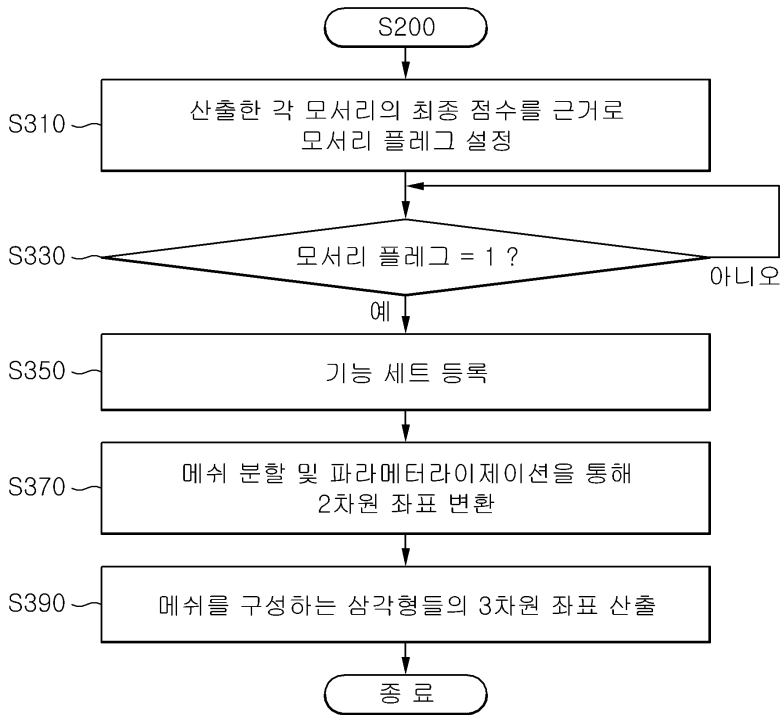 S200
S310
산출한 각 모서리의 최종 점수를 근거로
모서리 플레그 설정
S330
모서리 플레그 = 1 ?
아니오
예
S350
기능 세트 등록
S370
메쉬 분할 및 파라메터라이제이션을 통해
2차원 좌표 변환
S390
메쉬를 구성하는 삼각형들의 3차원 좌표 산출
종 료